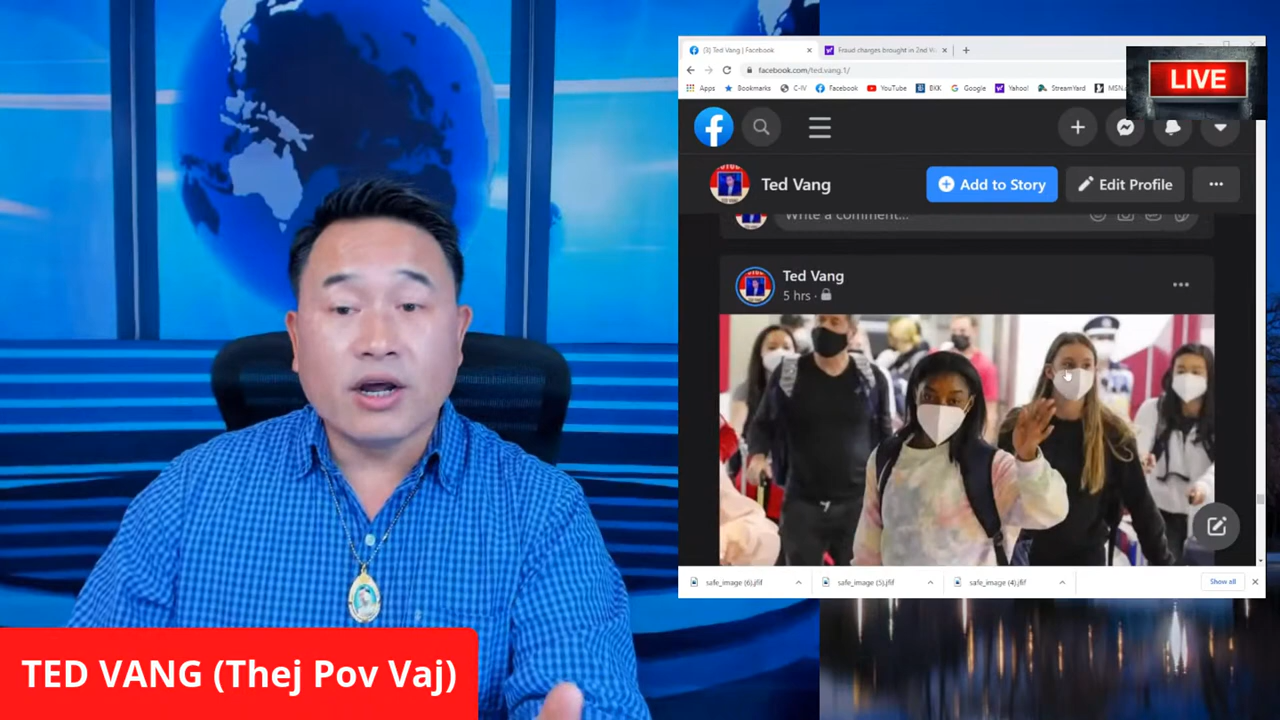 (3) Ted Vang | Facebook
Fraud charges brought in 2nd Wi
facebook.com/ted.vang.1/
LIVE
Apps Bookmarks C-IV Facebook YouTube BKK Google Yahoo! StreamYard MSN.
Ted Vang
Add to Story
Edit Profile
Write a comment...
Ted Vang
5 hrs ·
safe_image (6).jfif
safe_image (5).jfif
safe_image (4).jfif
Show all
TED VANG (Thej Pov Vaj)